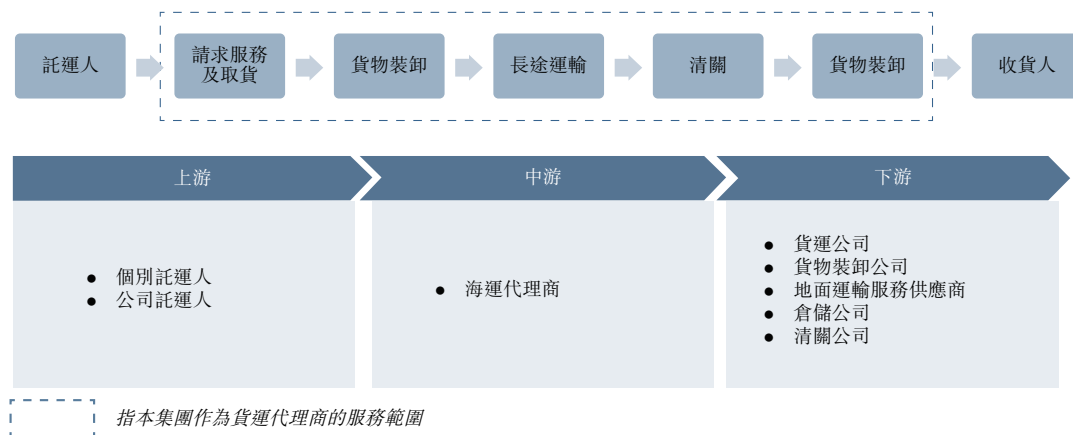 託運人
請求服務
及取貨
貨物裝卸
長途運輸
清關
貨物裝卸
收貨人
上游
中游
下游
● 個別託運人
● 公司託運人
● 海運代理商
● 貨運公司
● 貨物裝卸公司
● 地面運輸服務供應商
● 倉儲公司
● 清關公司
指本集團作為貨運代理商的服務範圍